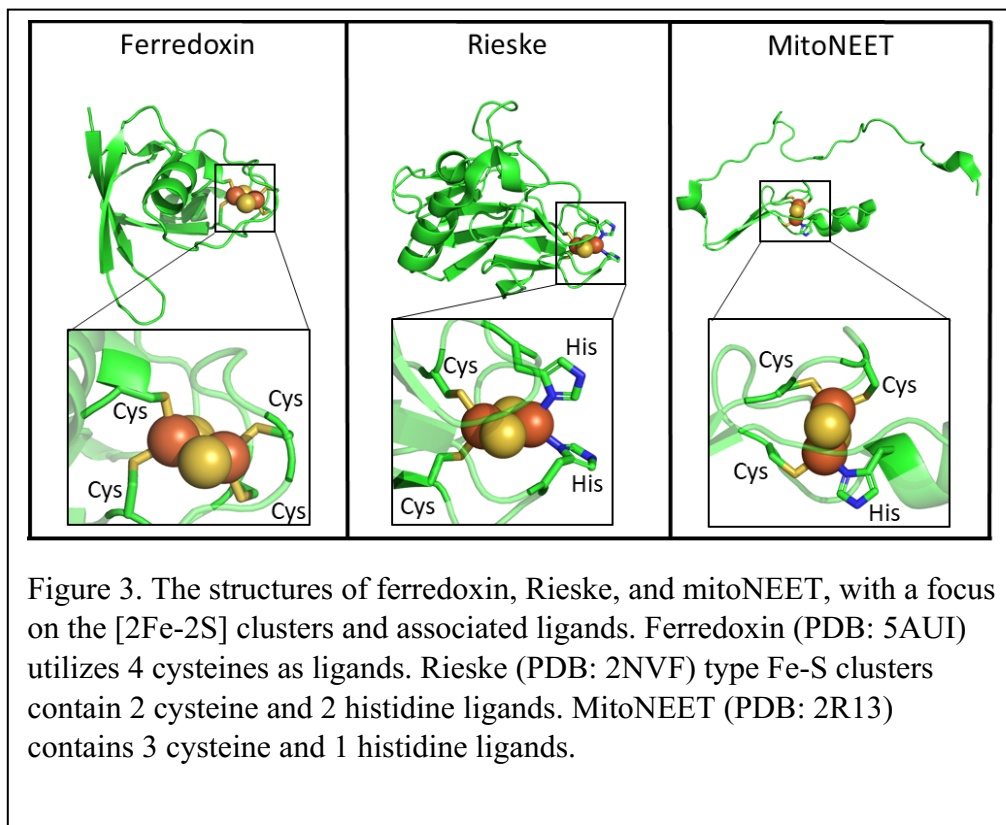 Ferredoxin
Rieske
MitoNEET
Cys
Cys
Cys
Cys
Cys
His
Cys
His
Cys
Cys
Cys
His
Figure 3. The structures of ferredoxin, Rieske, and mitoNEET, with a focus
on the [2Fe-2S] clusters and associated ligands. Ferredoxin (PDB: 5AUI)
utilizes 4 cysteines as ligands. Rieske (PDB: 2NVF) type Fe-S clusters
contain 2 cysteine and 2 histidine ligands. MitoNEET (PDB: 2R13)
contains 3 cysteine and 1 histidine ligands.